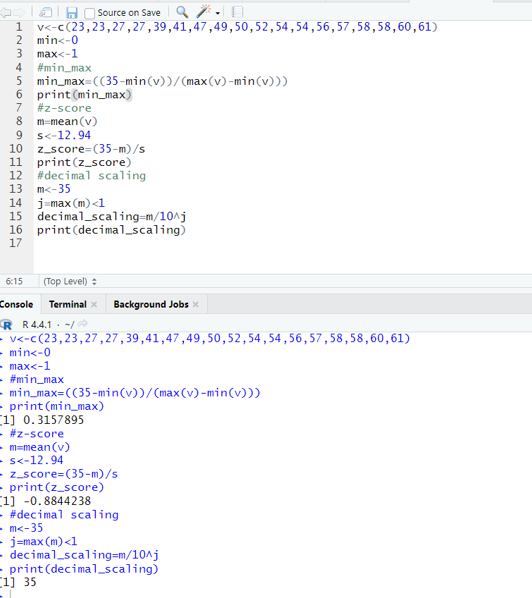 Source on Save
1 v<-c(23,23,27,27,39,41,47,49,50,52,54,54,56,57,58,58,60,61)
2 min<-0
3 max<-1
4 #min_max
5 min_max=((35-min(v))/(max(v)-min(v)))
6 print(min_max)
7 #z-score
8 m=mean(v)
9 s<-12.94
10 z_score=(35-m)/s
11 print(z_score)
12 #decimal scaling
13 m<-35
14 j=max(m)<1
15 decimal_scaling=m/10^j
16 print(decimal_scaling)
17
6:15 (Top Level)
Console Terminal Background Jobs
R R 4.4.1 · ~/
> v<-c(23,23,27,27,39,41,47,49,50,52,54,54,56,57,58,58,60,61)
> min<-0
> max<-1
> #min_max
> min_max=((35-min(v))/(max(v)-min(v)))
> print(min_max)
[1] 0.3157895
> #z-score
> m=mean(v)
> s<-12.94
> z_score=(35-m)/s
> print(z_score)
[1] -0.8844238
> #decimal scaling
> m<-35
> j=max(m)<1
> decimal_scaling=m/10^j
> print(decimal_scaling)
[1] 35
>